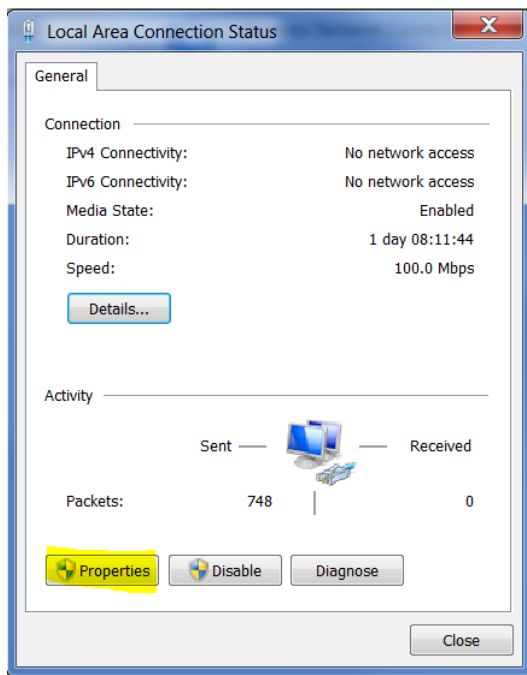 Local Area Connection Status
General
Connection
IPv4 Connectivity: No network access
IPv6 Connectivity: No network access
Media State: Enabled
Duration: 1 day 08:11:44
Speed: 100.0 Mbps
Details...
Activity
Sent Received
Packets: 748 0
Properties Disable Diagnose
Close